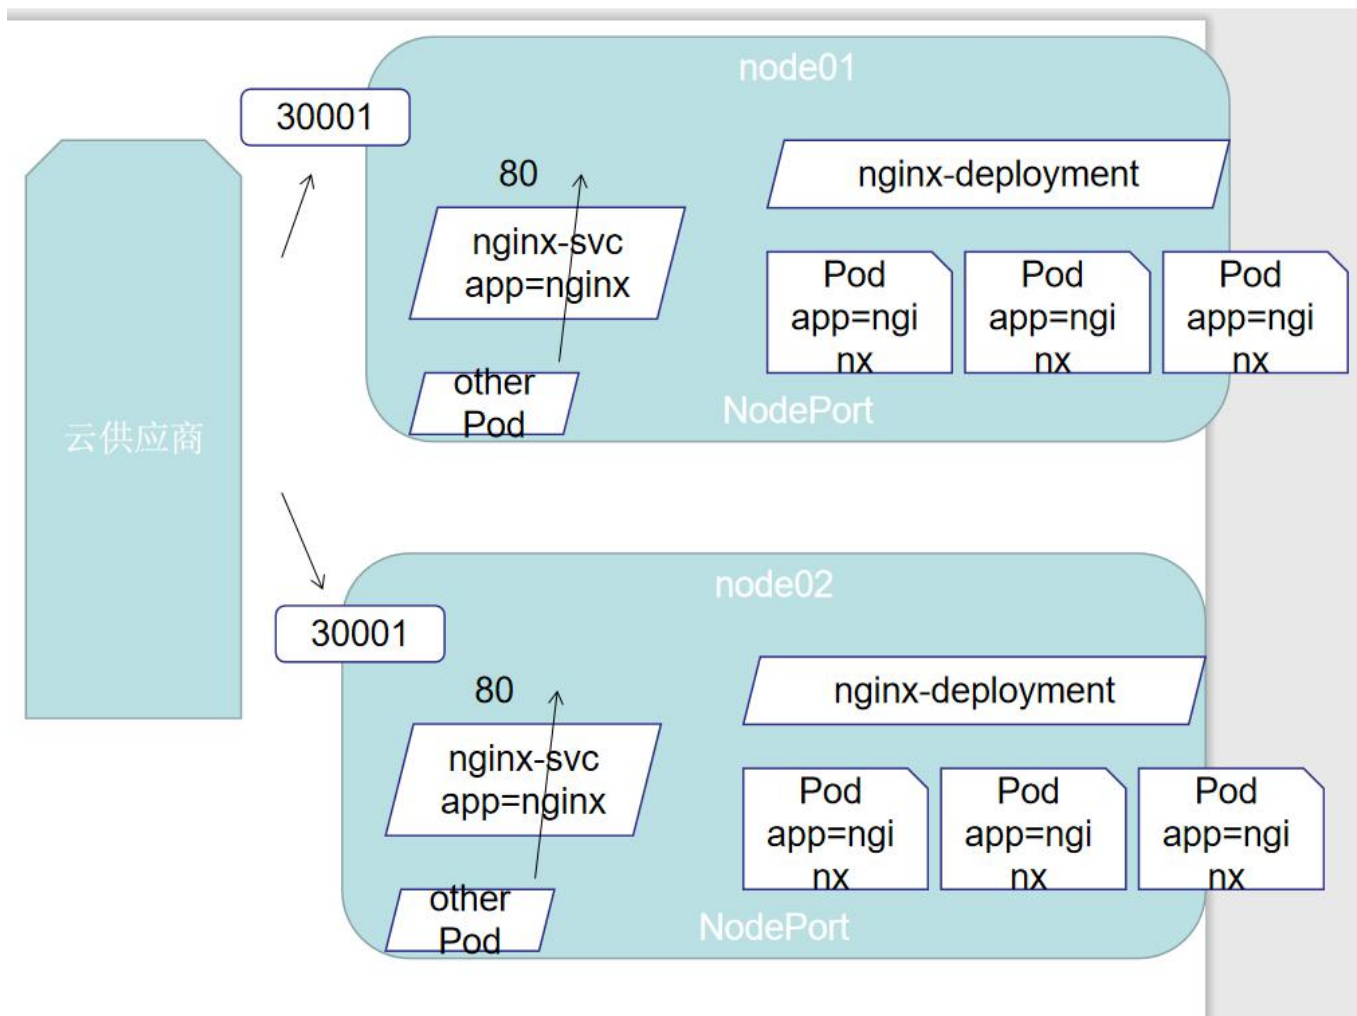 node01
30001
80
nginx-deployment
nginx-svc
app=nginx
Pod
app=ngi
nx
Pod
app=ngi
nx
Pod
app=ngi
nx
other
Pod
NodePort
云供应商
node02
30001
80
nginx-deployment
nginx-svc
app=nginx
Pod
app=ngi
nx
Pod
app=ngi
nx
Pod
app=ngi
nx
other
Pod
NodePort